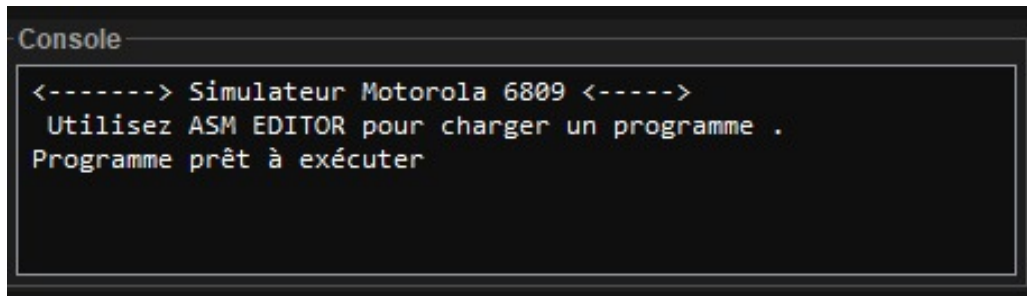 Console
<-------> Simulateur Motorola 6809 <----->
Utilisez ASM EDITOR pour charger un programme .
Programme prêt à exécuter